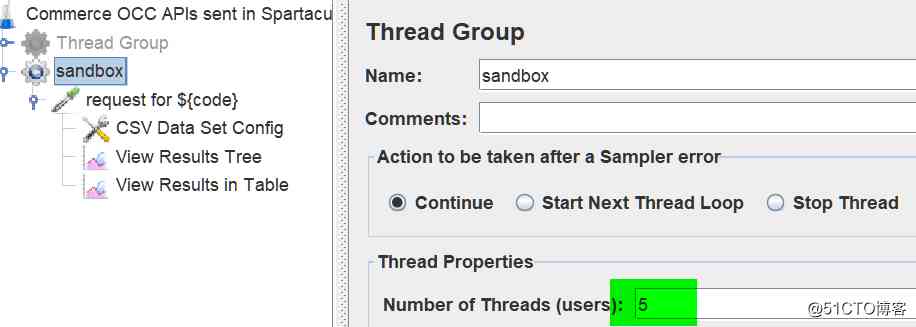 Commerce OCC APIs sent in Spartacu
Thread Group
sandbox
request for ${code}
CSV Data Set Config
View Results Tree
View Results in Table
Thread Group
Name: sandbox
Comments:
Action to be taken after a Sampler error
Continue Start Next Thread Loop Stop Thread
Thread Properties
Number of Threads (users): 5
@51CTO博客